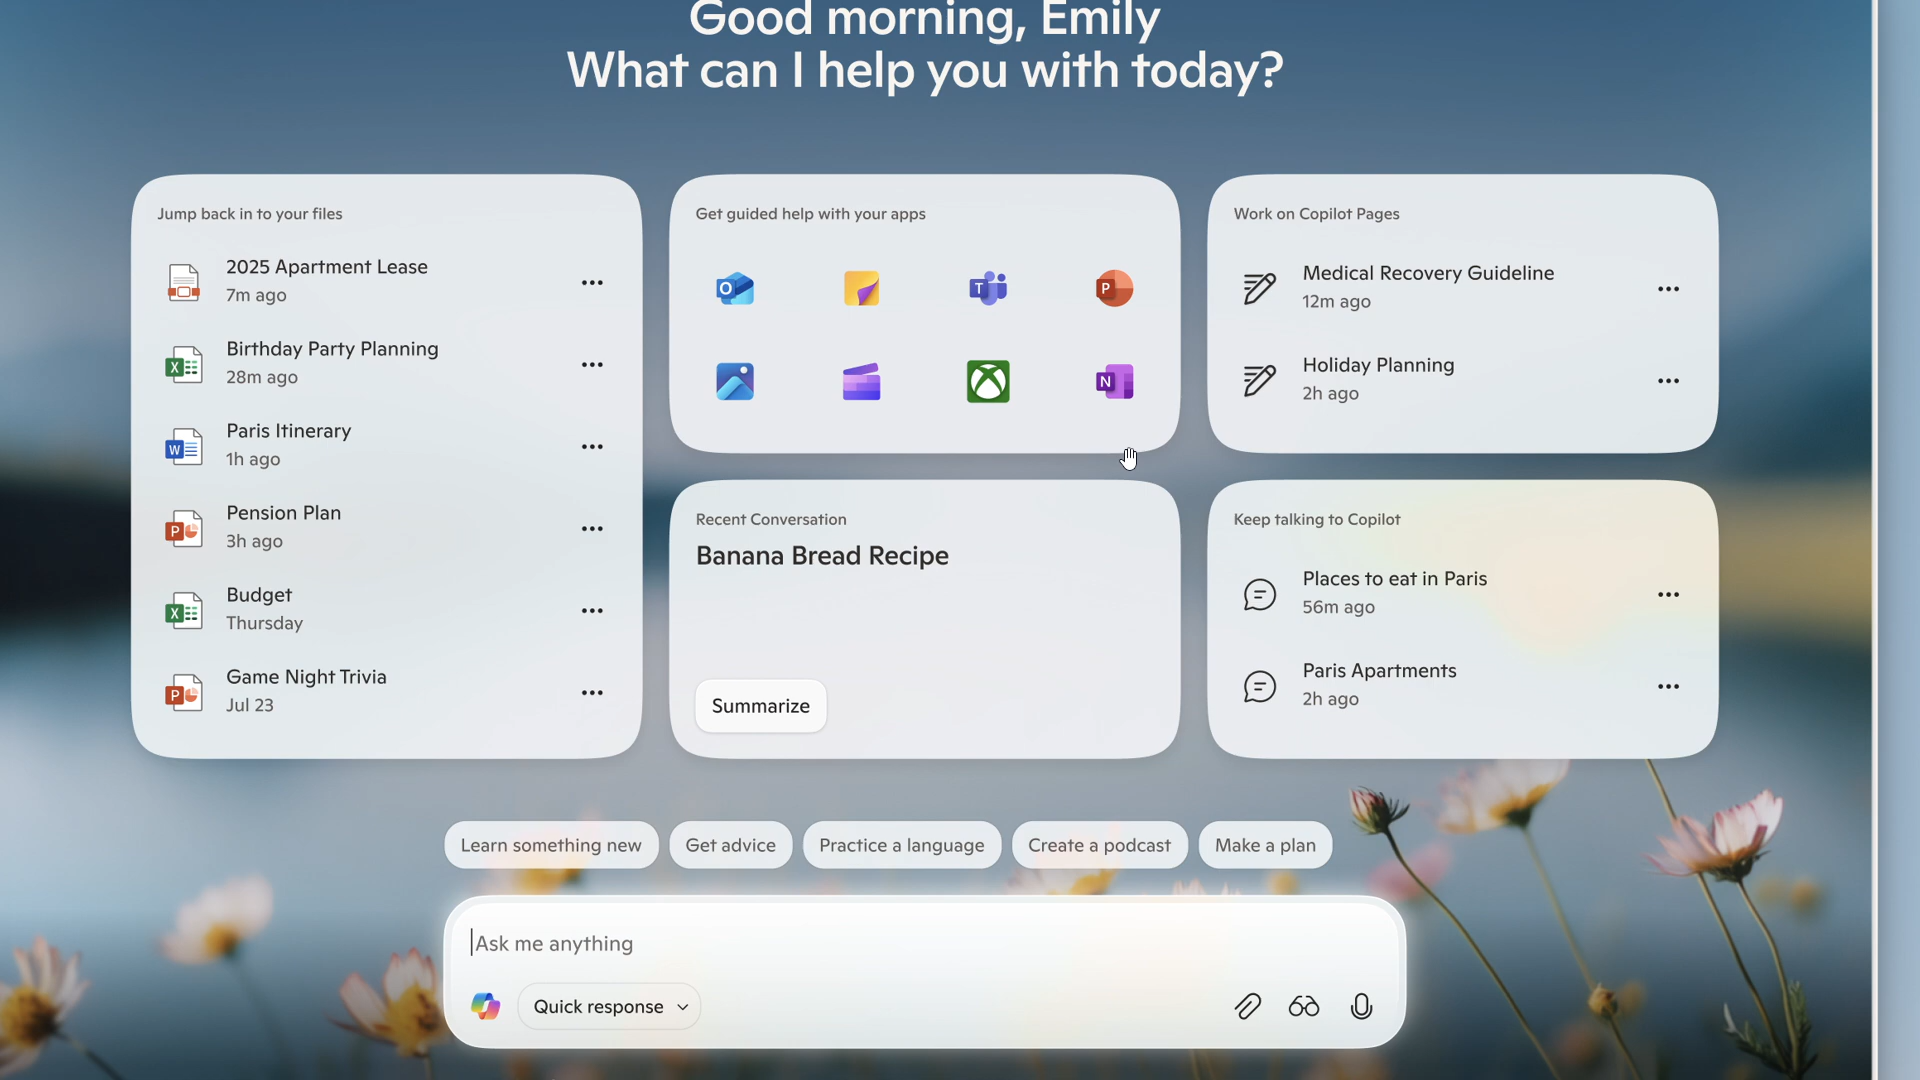 Good morning, Emily
What can I help you with today?
Jump back in to your files
2025 Apartment Lease
7m ago
Birthday Party Planning
28m ago
Paris Itinerary
1h ago
Pension Plan
3h ago
Budget
Thursday
Game Night Trivia
Jul 23
Get guided help with your apps
Recent Conversation
Banana Bread Recipe
Summarize
Work on Copilot Pages
Medical Recovery Guideline
12m ago
Holiday Planning
2h ago
Keep talking to Copilot
Places to eat in Paris
56m ago
Paris Apartments
2h ago
Learn something new
Get advice
Practice a language
Create a podcast
Make a plan
Ask me anything
Quick response